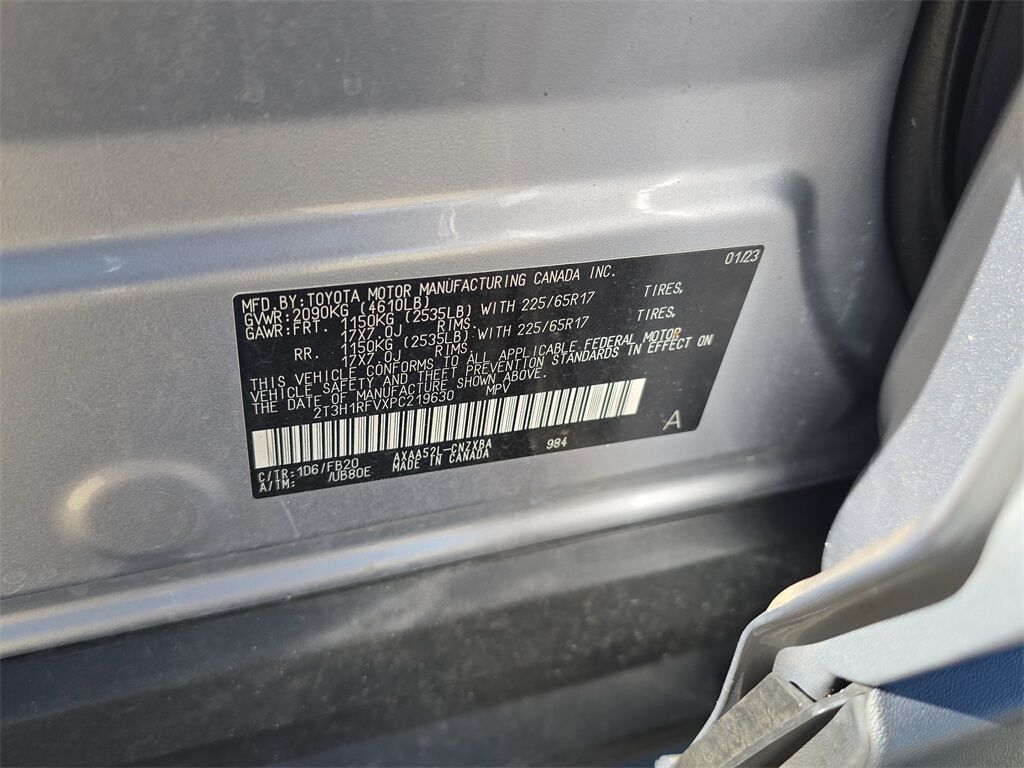 01/23
MFD.BY:TOYOTA MOTOR MANUFACTURING CANADA INC.
GVWR:2090KG (4610LB)
GAWR:FRT. 1150KG (2535LB) WITH 225/65R17 TIRES,
17X7.0J RIMS.
RR. 1150KG (2535LB) WITH 225/65R17 TIRES,
17X7.0J RIMS.
THIS VEHICLE CONFORMS TO ALL APPLICABLE FEDERAL MOTOR
VEHICLE SAFETY AND THEFT PREVENTION STANDARDS IN EFFECT ON
THE DATE OF MANUFACTURE SHOWN ABOVE.
2T3H1RFVXPC219630 MPV
A
C/TR:1D6/FB20 AXAA52L-CNZXBA 984
A/TM: /UB80E MADE IN CANADA